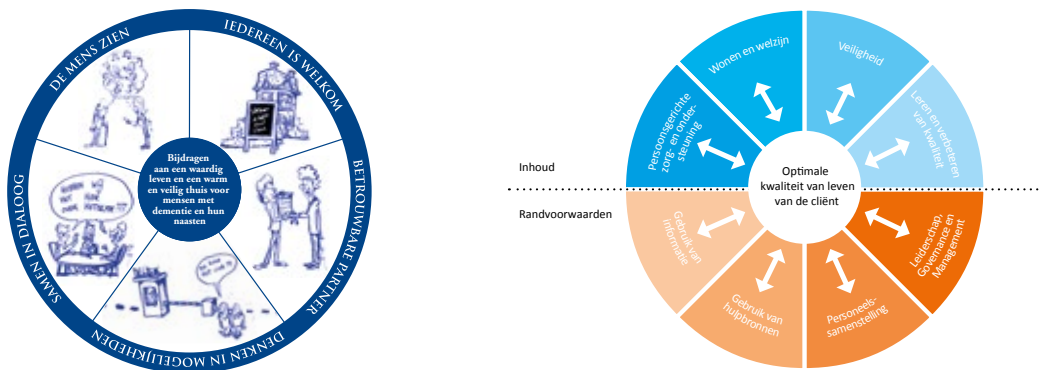 DE MENS ZIEN
IEDEREEN IS WELKOM
BETROUWBARE PARTNER
DENKEN IN MOGELIJKHEDEN
SAMEN IN DIALOOG
Bijdragen
aan een waardig
leven en een warm
en veilig thuis voor
mensen met
dementie en hun
naasten
Inhoud
Randvoorwaarden
Persoonsgerichte
zorg- en onder-
steuning
Wonen en welzijn
Veiligheid
Leren en verbeteren
van kwaliteit
Optimale
kwaliteit van leven
van de cliënt
Gebruik van
informatie
Gebruik van
hulpbronnen
Personeels-
samenstelling
Leiderschap,
Governance en
Management